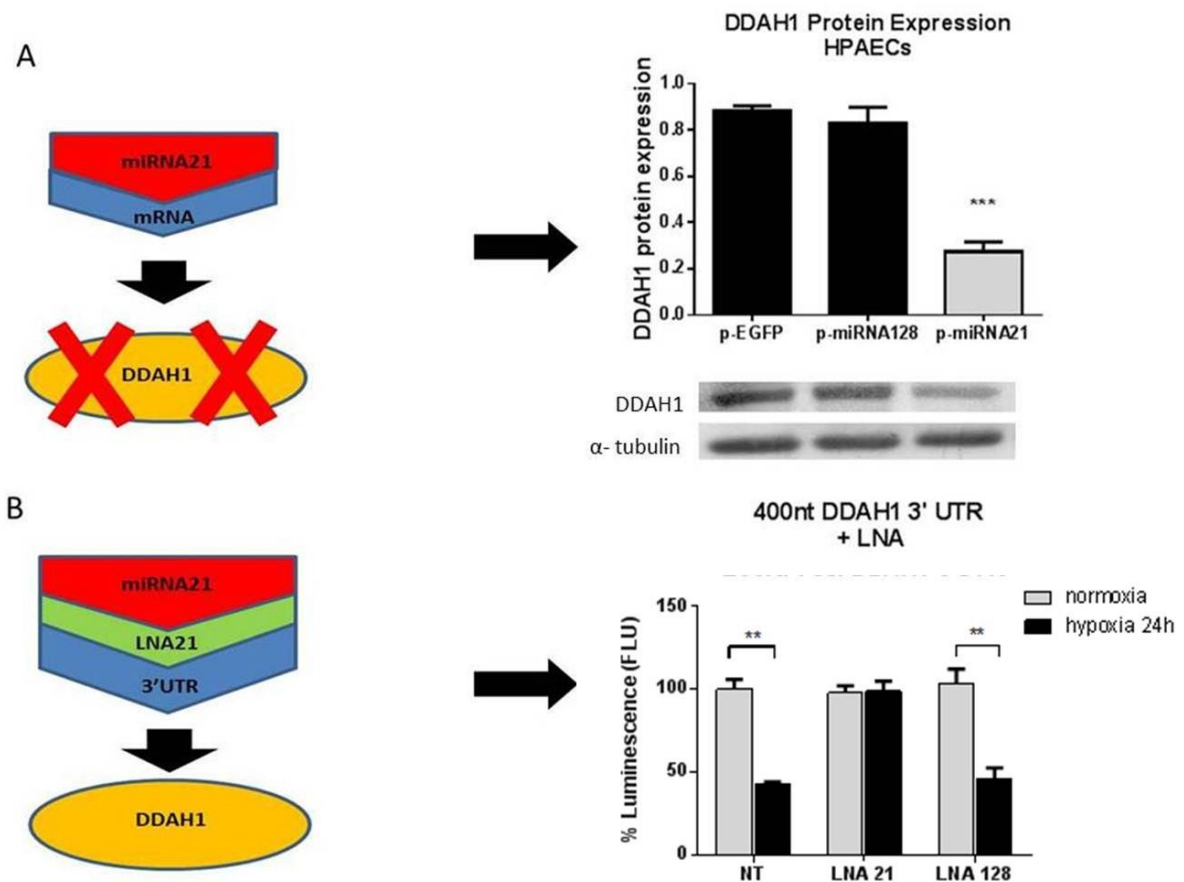 A
miRNA21
mRNA
DDAH1
DDAH1 Protein Expression
HPAECs
DDAH1 protein expression
1.0
0.8
0.6
0.4
0.2
0.0
***
p-EGFP p-miRNA128 p-miRNA21
DDAH1
α- tubulin
B
miRNA21
LNA21
3'UTR
DDAH1
400nt DDAH1 3' UTR
+ LNA
normoxia
hypoxia 24h
% Luminescence (FLU)
150
100
50
0
** **
NT LNA 21 LNA 128